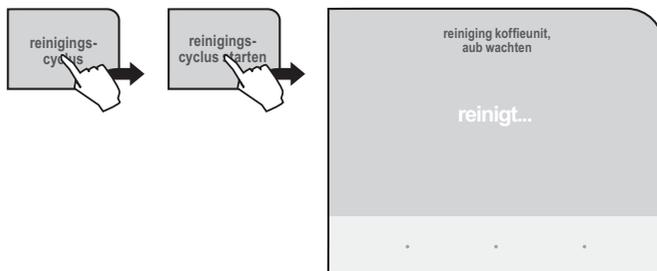 reinigings-
cyclus
reinigings-
cyclus starten
reiniging koffieunit,
aub wachten
reinigt...